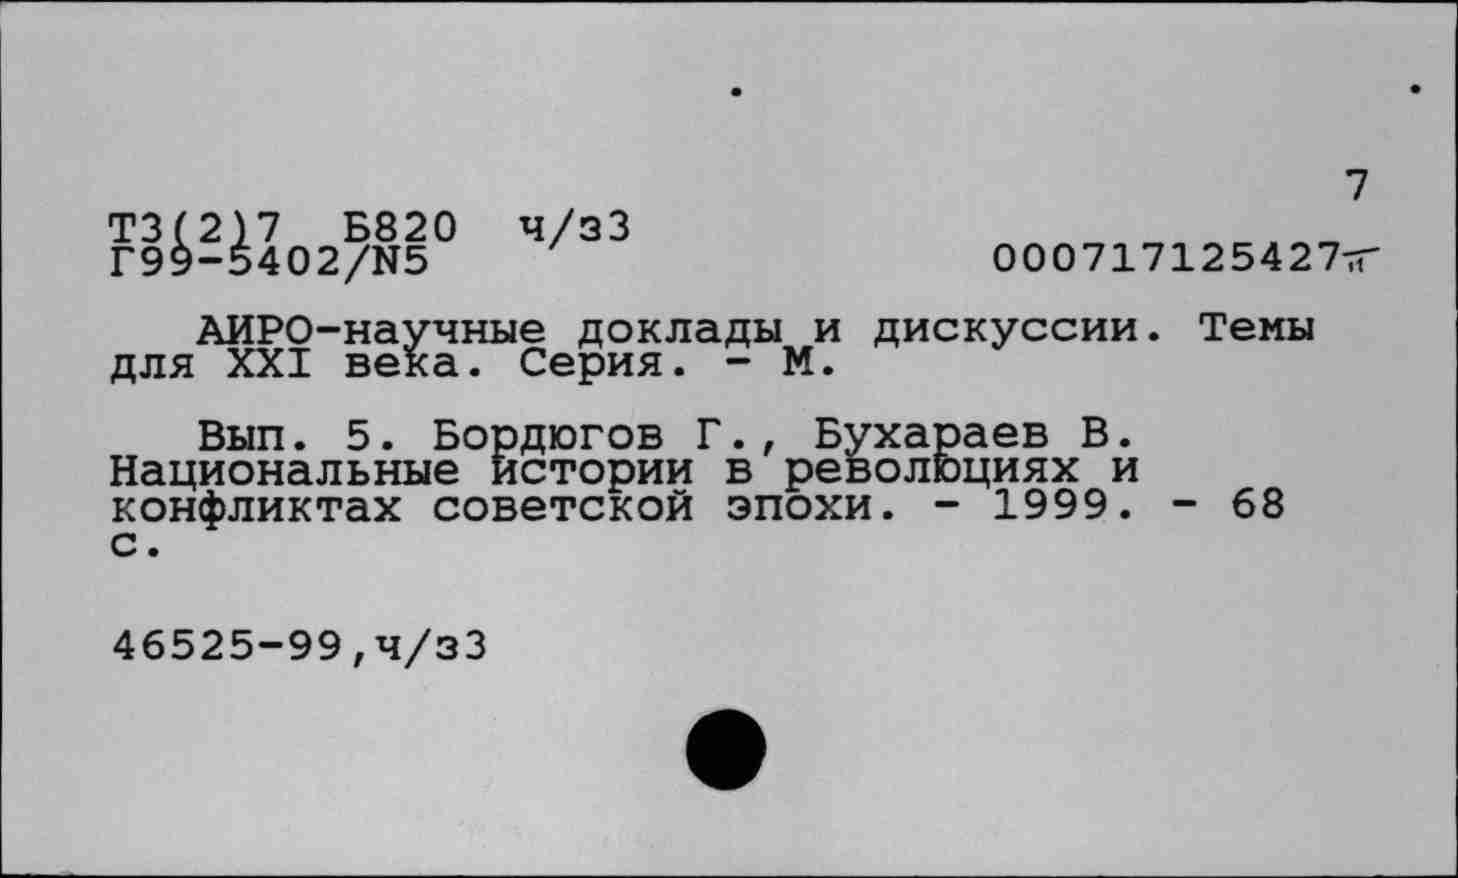 7
Т3(2)7 Б820 ч/з3
Г99-5402/N5 000717125427
АИРО-научные доклады и дискуссии. Темы
для XXI века. Серия. - М.
Вып. 5. Бордюгов Г., Бухараев В.
Национальные истории в революциях и
конфликтах советской эпохи. - 1999. - 68
с.
46525-99,ч/з3